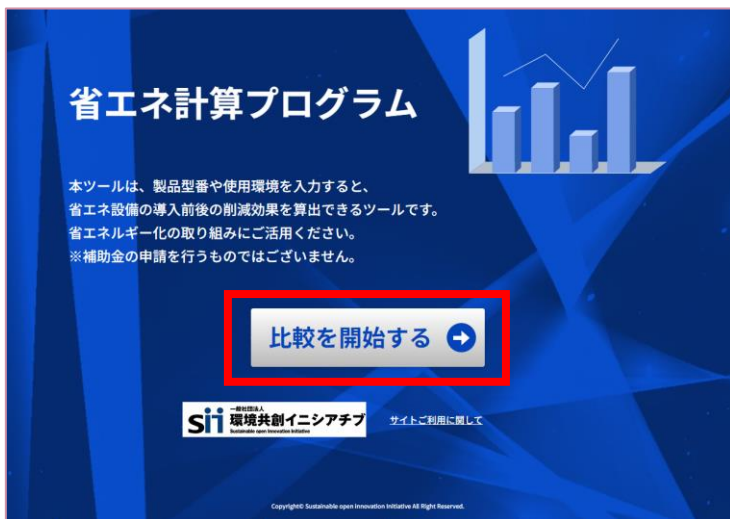 省エネ計算プログラム
本ツールは、製品型番や使用環境を入力すると、
省エネ設備の導入前後の削減効果を算出できるツールです。
省エネルギー化の取り組みにご活用ください。
※補助金の申請を行うものではございません。
比較を開始する
sii 一般社団法人
環境共創イニシアチブ
Sustainable open Innovation Initiative
サイトご利用に関して
Copyright© Sustainable open Innovation Initiative All Right Reserved.